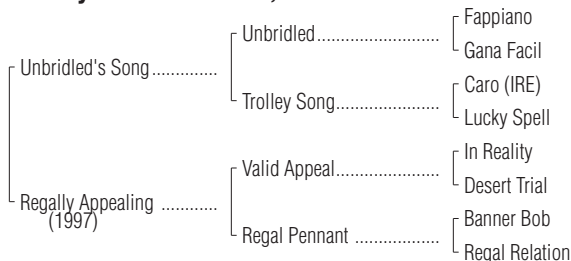 Unbridled's Song..............
Unbridled..........................
Fappiano
Gana Facil
Trolley Song......................
Caro (IRE)
Lucky Spell
Regally Appealing ............
(1997)
Valid Appeal......................
In Reality
Desert Trial
Regal Pennant ..................
Banner Bob
Regal Relation